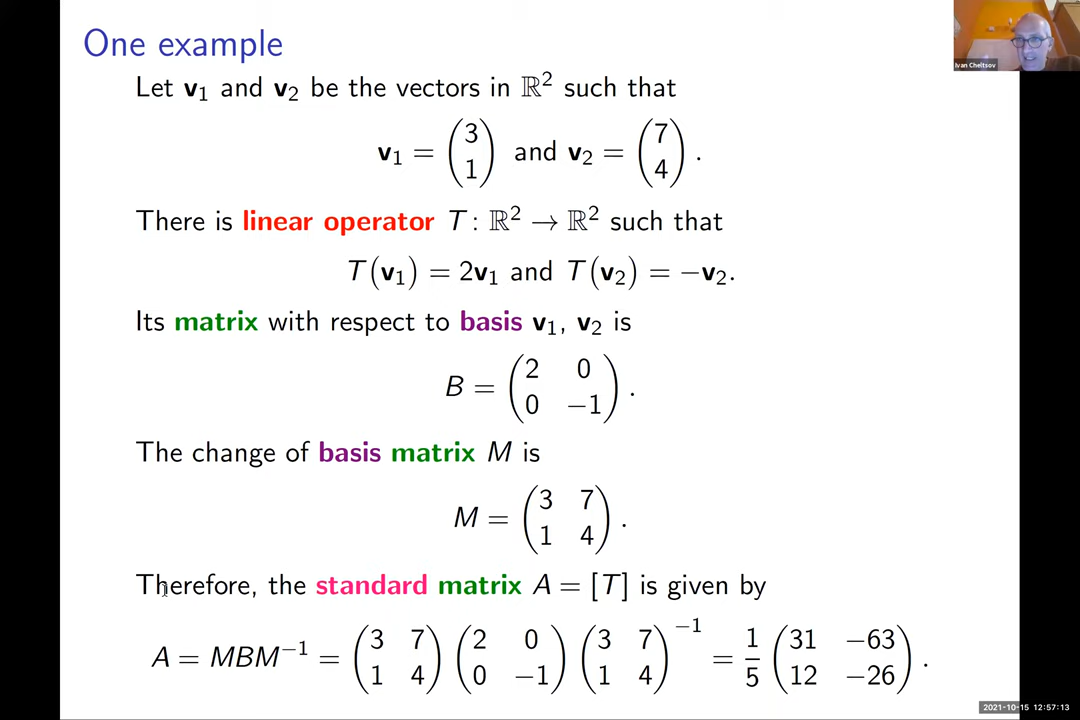 One example
Ivan Cheltsov
Let v₁ and v₂ be the vectors in ℝ² such that
v₁ = (3 1) and v₂ = (7 4).
There is linear operator T : ℝ² → ℝ² such that
T(v₁) = 2v₁ and T(v₂) = −v₂.
Its matrix with respect to basis v₁, v₂ is
B = (2 0 0 −1).
The change of basis matrix M is
M = (3 7 1 4).
Therefore, the standard matrix A = [T] is given by
A = MBM⁻¹ = (3 7 1 4) (2 0 0 −1) (3 7 1 4)⁻¹ = 1/5 (31 −63 12 −26).
2021-10-15 12:57:13